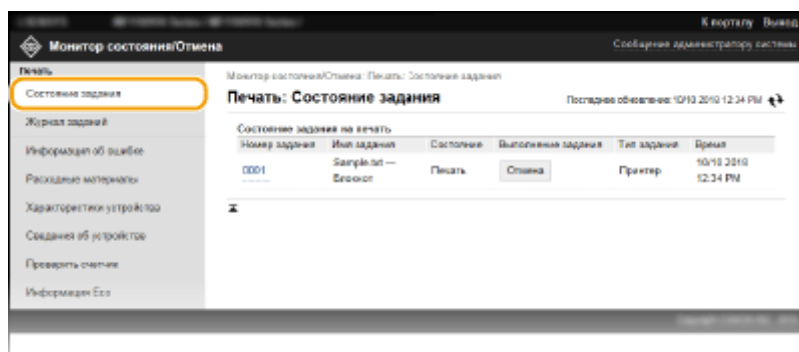 К порталу Выход
Монитор состояния/Отмена
Сообщение администратору системы
Печать
Состояние задания
Журнал заданий
Информация об ошибке
Расходные материалы
Характеристики устройства
Сведения об устройстве
Проверить счетчик
Информация Eco
Монитор состояния/Отмена: Печать: Состояние задания
Печать: Состояние задания
Последнее обновление: 10/10 2018 12:34 PM
Состояние задания на печать
Номер задания Имя задания Состояние Выполнение задания Тип задания Время
0001 Sample.txt — Блокнот Печать Отмена Принтер 10/10 2018 12:34 PM